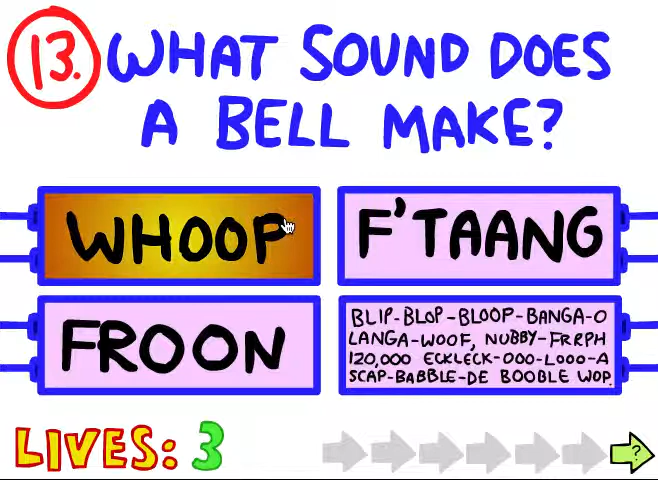 13. WHAT SOUND DOES
A BELL MAKE?
WHOOP
F'TAANG
FROON
BLIP-BLOP-BLOOP-BANGA-O
LANGA-WOOF, NUBBY-FRRPH
120,000 ECKLECK-OOO-LOOO-A
SCAP-BABBLE-DE BOOBLE WOP.
LIVES: 3
?